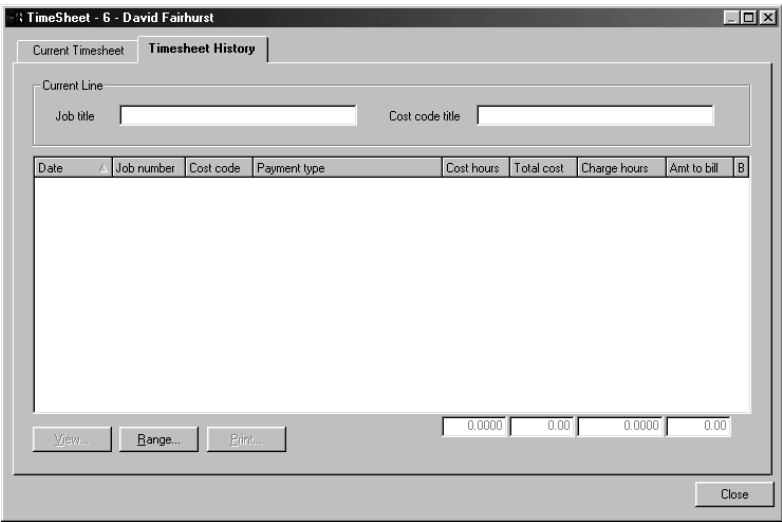 TimeSheet - 6 - David Fairhurst
Current Timesheet Timesheet History
Current Line
Job title Cost code title
Date Job number Cost code Payment type Cost hours Total cost Charge hours Amt to bill B
0.0000 0.00 0.0000 0.00
View... Range... Print...
Close